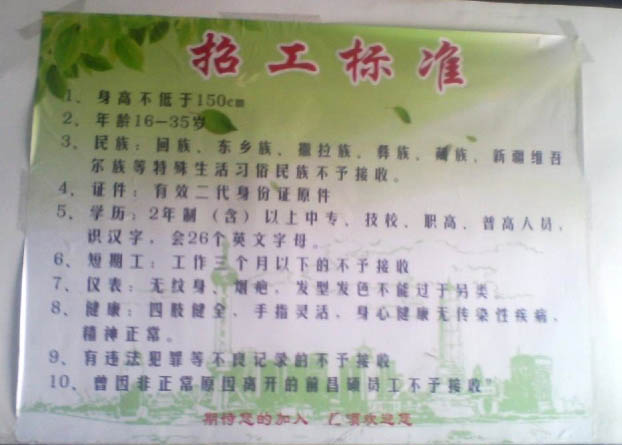 招工标准
1、身高不低于150cm
2、年龄16—35岁
3、民族：回族、东乡族、撒拉族、彝族、藏族、新疆维吾
尔族等特殊生活习俗民族不予接收。
4、证件：有效二代身份证原件
5、学历：2年制（含）以上中专、技校、职高、普高人员，
识汉字，会26个英文字母。
6、短期工：工作三个月以下的不予接收
7、仪表：无纹身、烟疤，发型发色不能过于另类。
8、健康：四肢健全、手指灵活，身心健康无传染性疾病、
精神正常。
9、有违法犯罪等不良记录的不予接收
10、曾因非正常原因离开的前昌硕员工不予接收"
期待您的加入 昌硕欢迎您